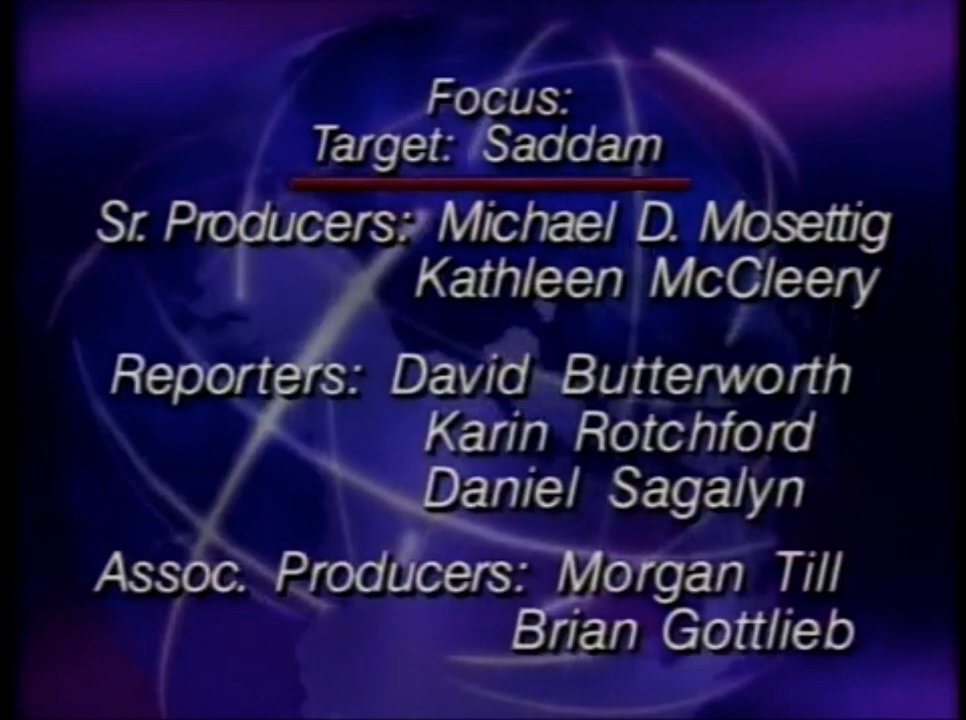 Focus:
Target: Saddam
Sr. Producers: Michael D. Mosettig
Kathleen McCleery
Reporters: David Butterworth
Karin Rotchford
Daniel Sagalyn
Assoc. Producers: Morgan Till
Brian Gottlieb